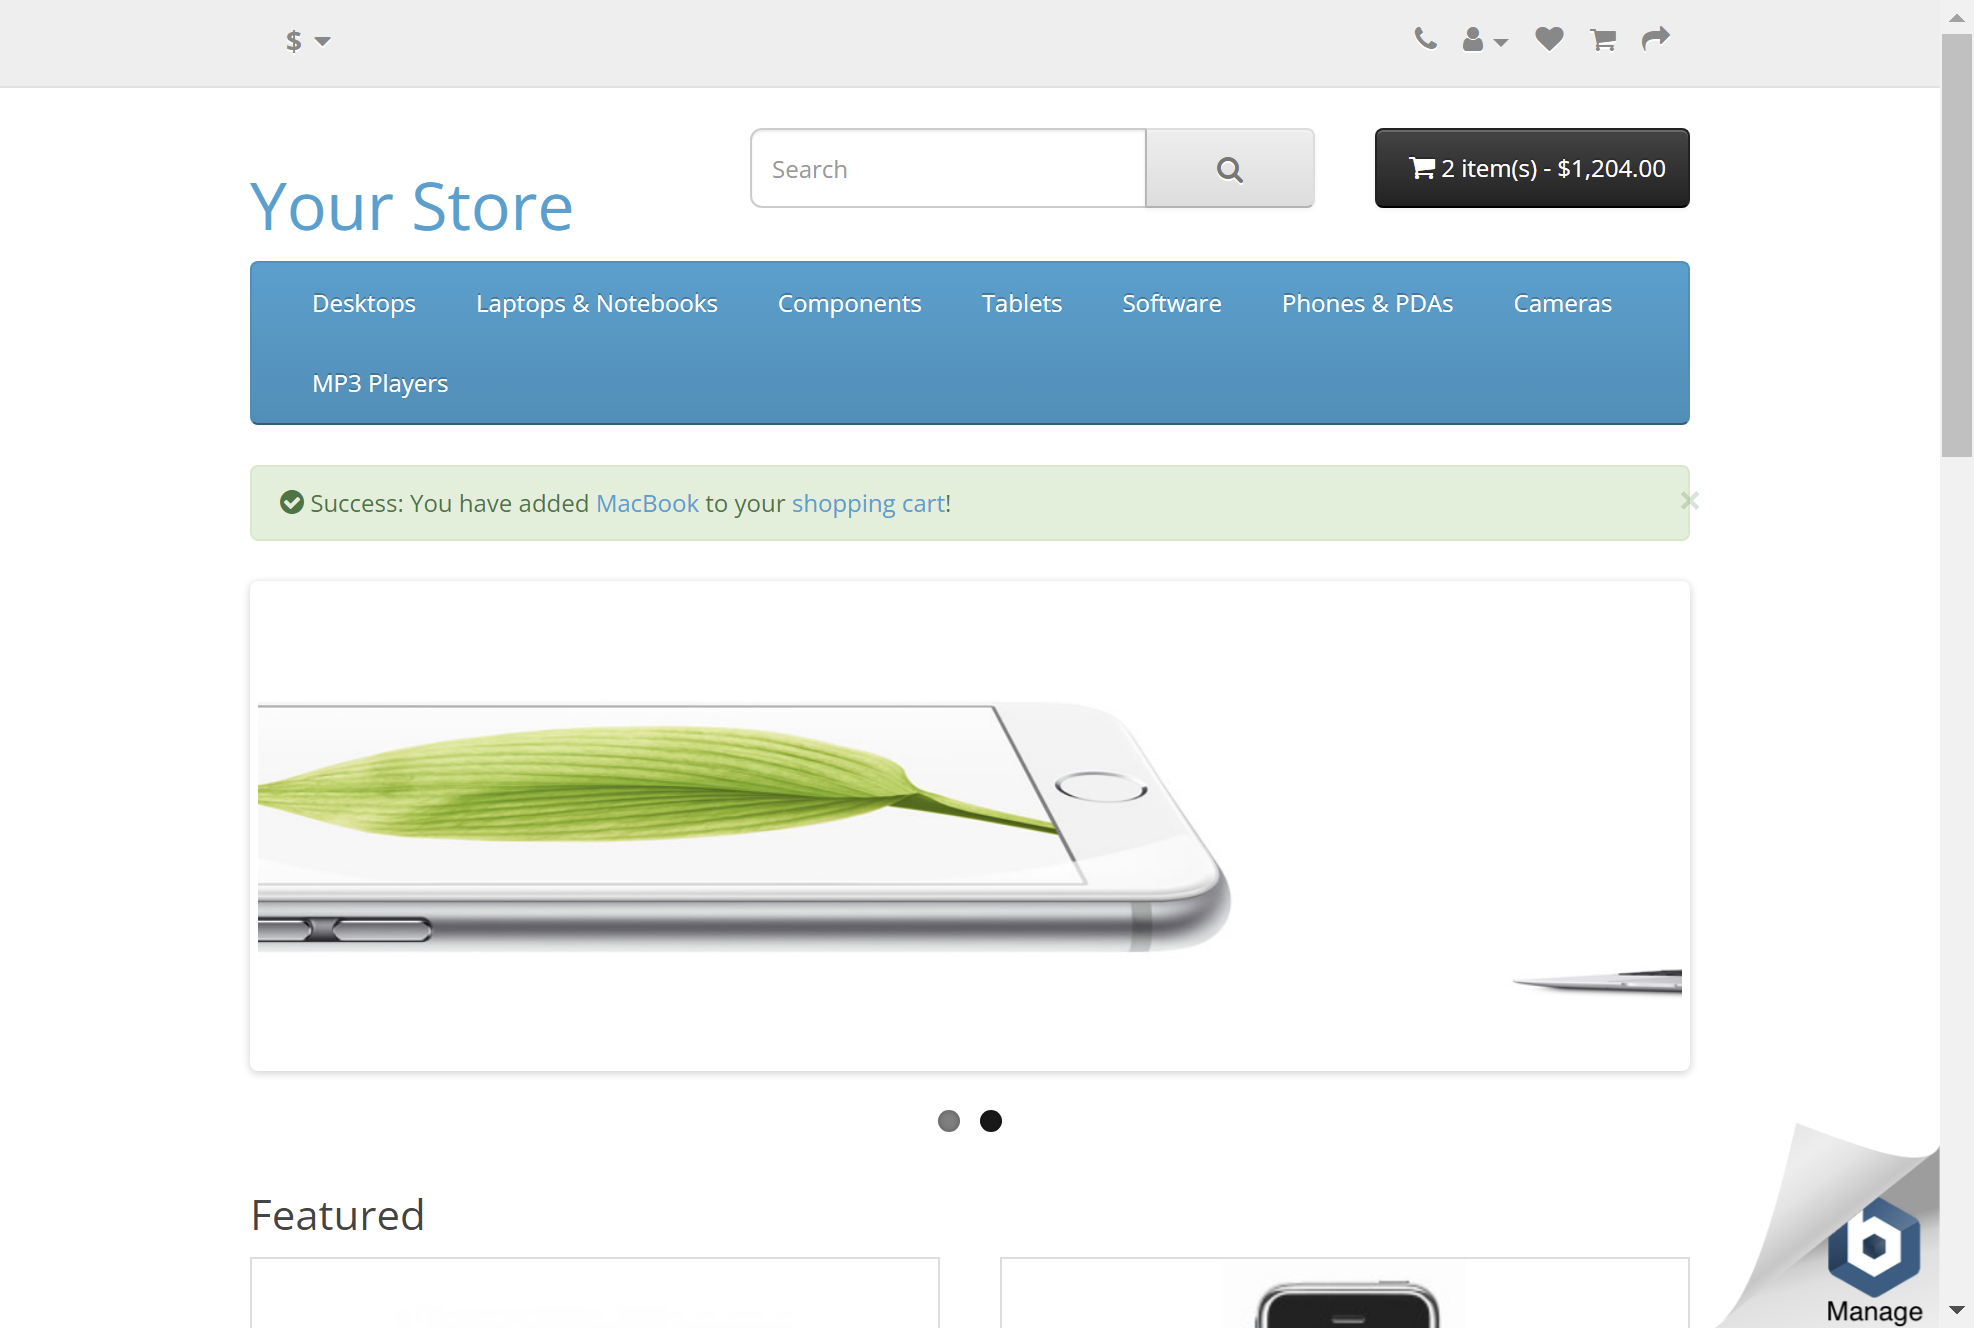 $
Search
2 item(s) - $1,204.00
Your Store
Desktops Laptops & Notebooks Components Tablets Software Phones & PDAs Cameras
MP3 Players
Success: You have added MacBook to your shopping cart!
×
Featured
Manage